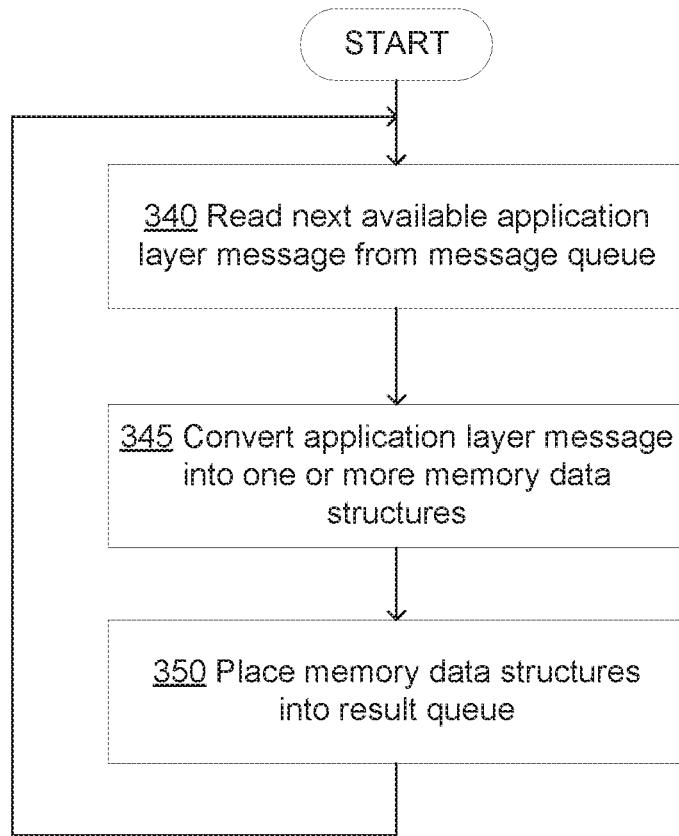 START
340 Read next available application
layer message from message queue
345 Convert application layer message
into one or more memory data
structures
350 Place memory data structures
into result queue